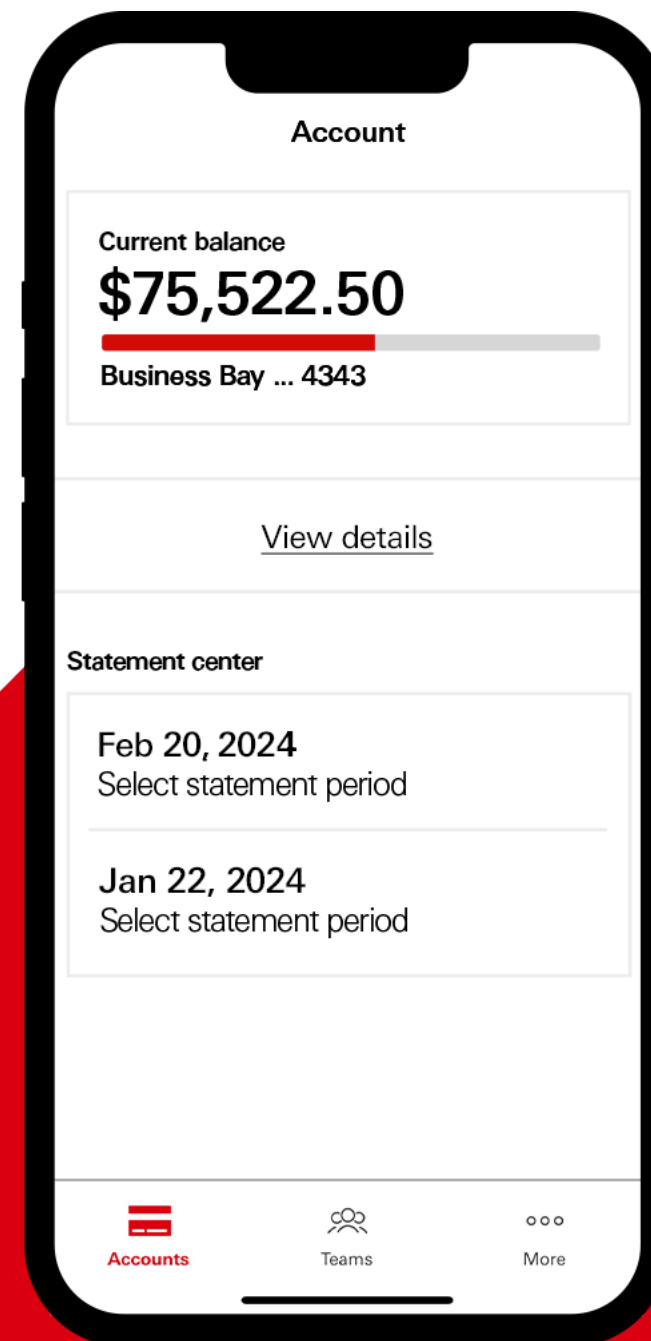 Account
Current balance
$75,522.50
Business Bay ... 4343
View details
Statement center
Feb 20, 2024
Select statement period
Jan 22, 2024
Select statement period
Accounts Teams More